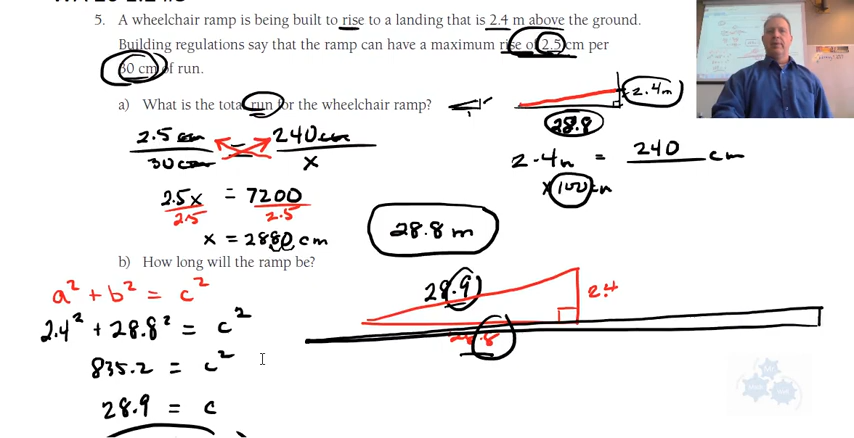 5. A wheelchair ramp is being built to rise to a landing that is 2.4 m above the ground.
Building regulations say that the ramp can have a maximum rise of 2.5 cm per
30 cm of run.
a) What is the total run for the wheelchair ramp?
2.4m
28.8
2.5 cm = 240 cm
30 cm x
2.4m = 240 cm
x 100 cm
2.5x = 7200
2.5 2.5
x = 2880 cm
28.8 m
b) How long will the ramp be?
a² + b² = c²
28.9
2.4
28.8
2.4² + 28.8² = c²
835.2 = c²
28.9 = c